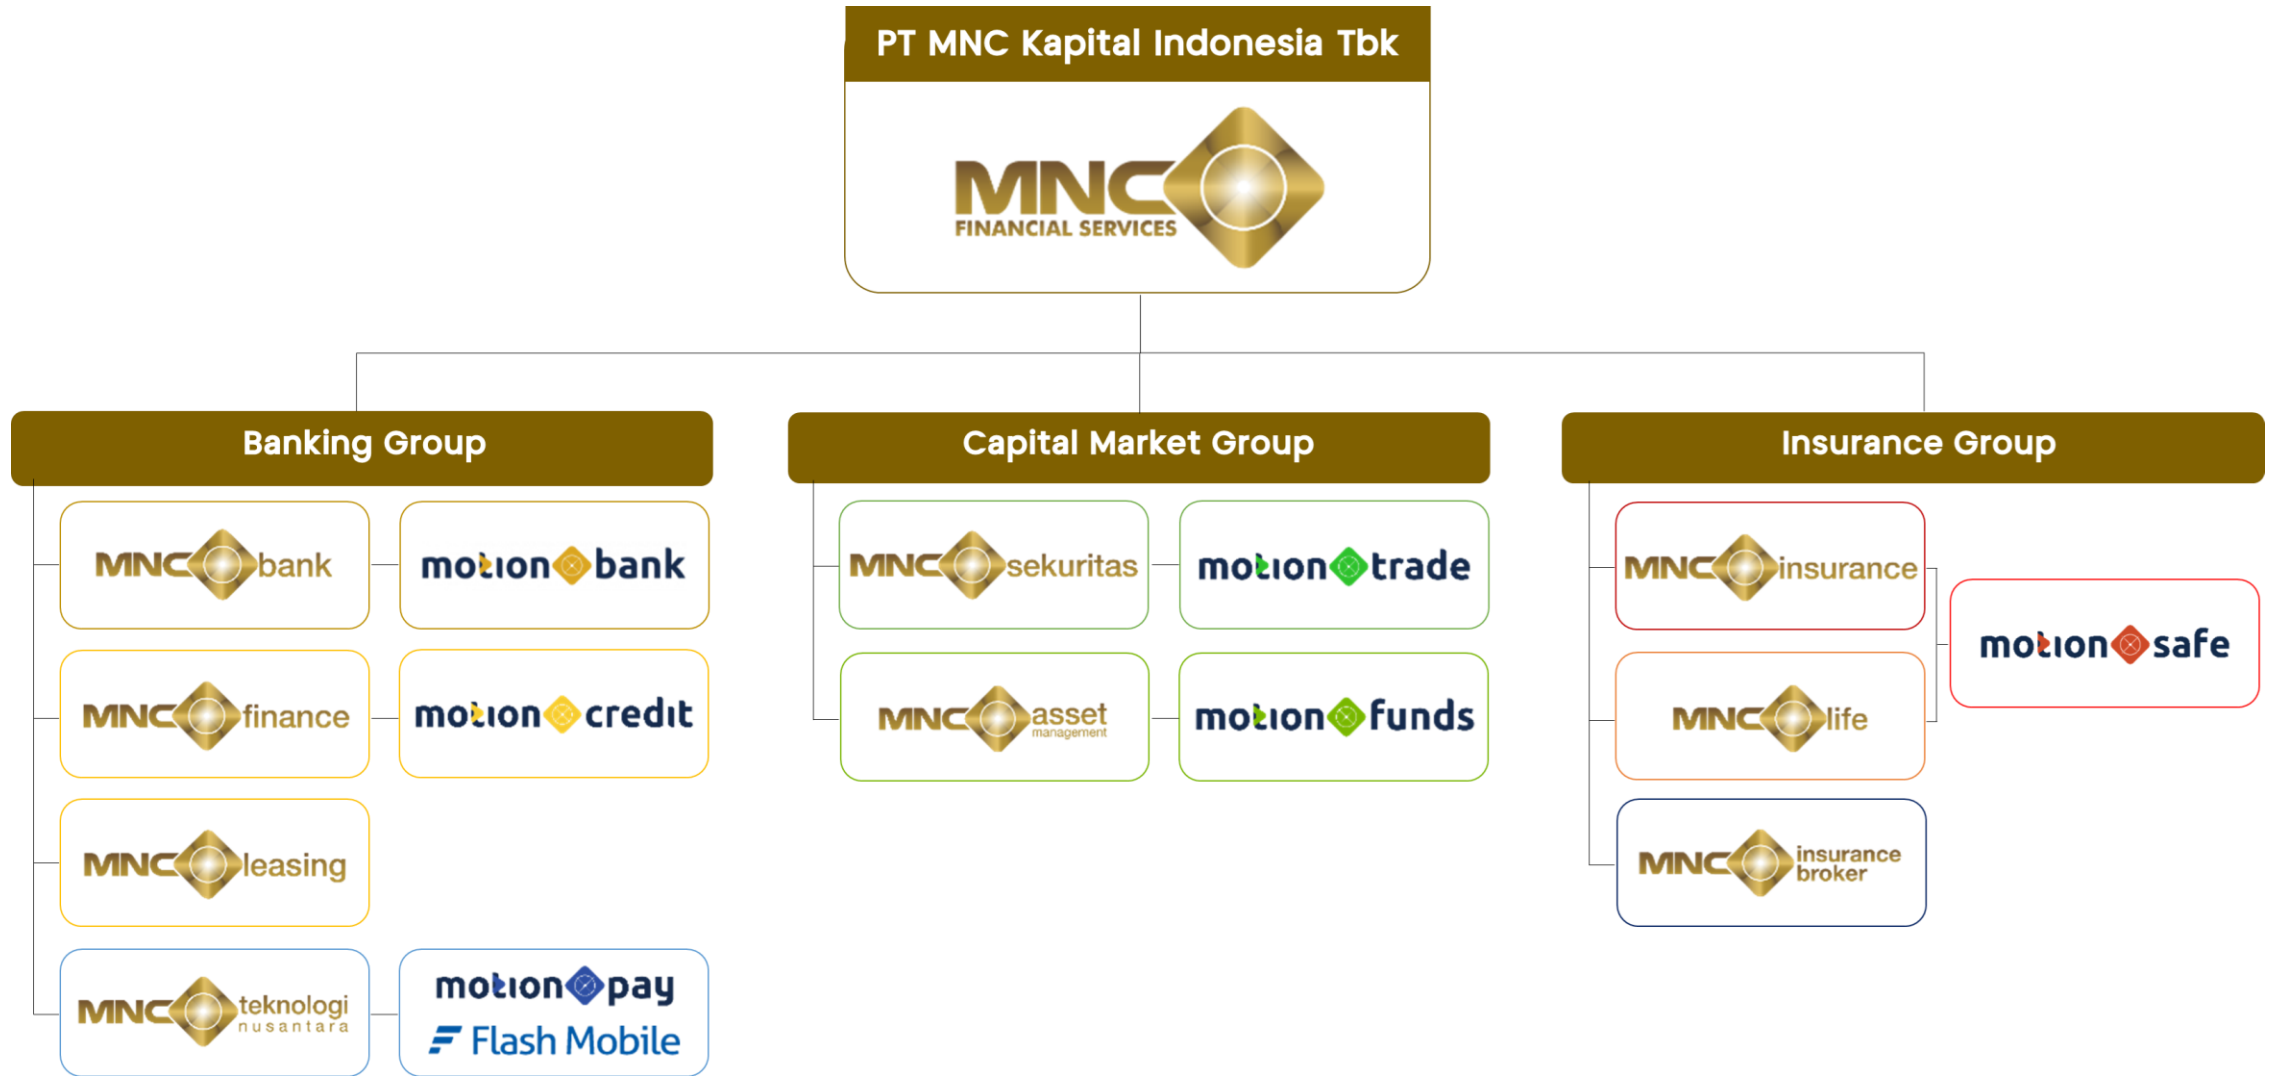 PT MNC Kapital Indonesia Tbk
MNC
FINANCIAL SERVICES
Banking Group
MNC bank
motion bank
MNC finance
motion credit
MNC leasing
MNC teknologi
nusantara
motion pay
Flash Mobile
Capital Market Group
MNC sekuritas
motion trade
MNC asset
management
motion funds
Insurance Group
MNC insurance
MNC life
motion safe
MNC insurance
broker